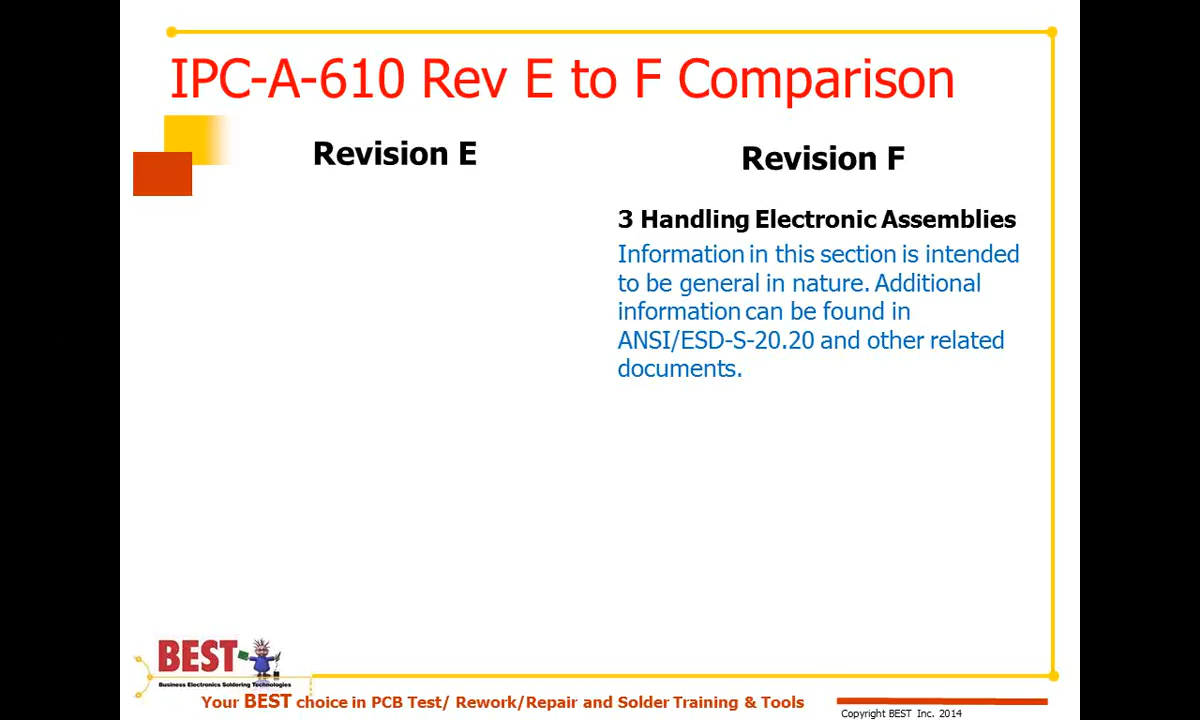 IPC-A-610 Rev E to F Comparison
Revision E
Revision F
3 Handling Electronic Assemblies
Information in this section is intended
to be general in nature. Additional
information can be found in
ANSI/ESD-S-20.20 and other related
documents.
BEST
Business Electronics Soldering Technologies
Your BEST choice in PCB Test/ Rework/Repair and Solder Training & Tools
Copyright BEST Inc. 2014